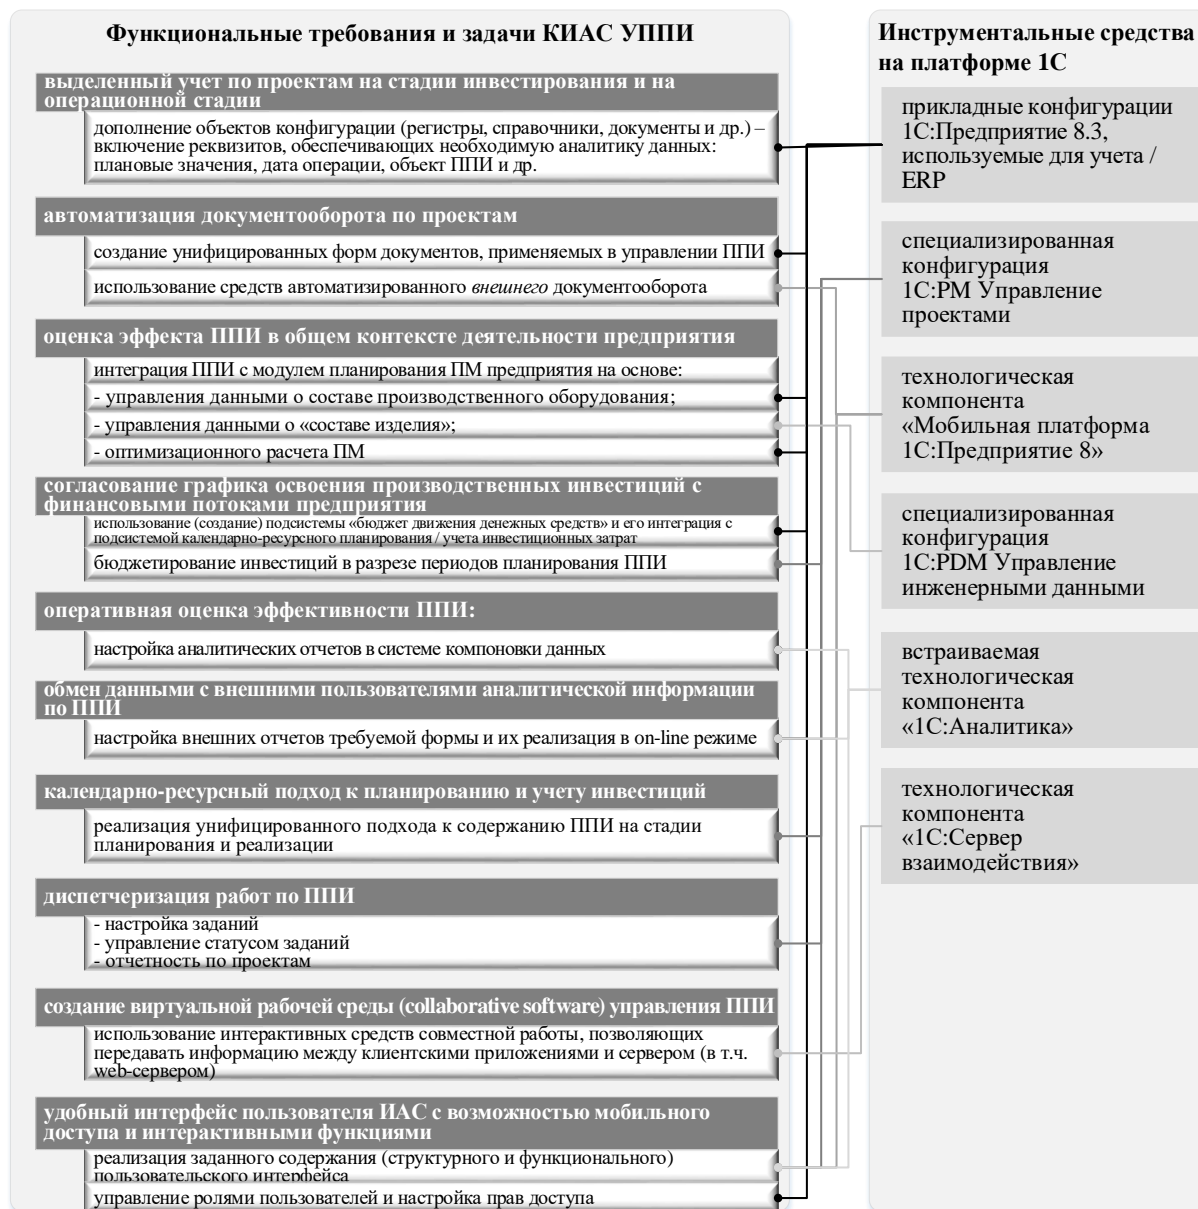 Функциональные требования и задачи КИАС УППИ
выделенный учет по проектам на стадии инвестирования и на
операционной стадии
дополнение объектов конфигурации (регистры, справочники, документы и др.) –
включение реквизитов, обеспечивающих необходимую аналитику данных:
плановые значения, дата операции, объект ППИ и др.
автоматизация документооборота по проектам
создание унифицированных форм документов, применяемых в управлении ППИ
использование средств автоматизированного внешнего документооборота
оценка эффекта ППИ в общем контексте деятельности предприятия
интеграция ППИ с модулем планирования ПМ предприятия на основе:
- управления данными о составе производственного оборудования;
- управления данными о «составе изделия»;
- оптимизационного расчета ПМ
согласование графика освоения производственных инвестиций с
финансовыми потоками предприятия
использование (создание) подсистемы «бюджет движения денежных средств» и его интеграция с
подсистемой календарно-ресурсного планирования / учета инвестиционных затрат
бюджетирование инвестиций в разрезе периодов планирования ППИ
оперативная оценка эффективности ППИ:
настройка аналитических отчетов в системе компоновки данных
обмен данными с внешними пользователями аналитической информации
по ППИ
настройка внешних отчетов требуемой формы и их реализация в on-line режиме
календарно-ресурсный подход к планированию и учету инвестиций
реализация унифицированного подхода к содержанию ППИ на стадии
планирования и реализации
диспетчеризация работ по ППИ
- настройка заданий
- управление статусом заданий
- отчетность по проектам
создание виртуальной рабочей среды (collaborative software) управления ППИ
использование интерактивных средств совместной работы, позволяющих
передавать информацию между клиентскими приложениями и сервером (в т.ч.
web-сервером)
удобный интерфейс пользователя ИАС с возможностью мобильного
доступа и интерактивными функциями
реализация заданного содержания (структурного и функционального)
пользовательского интерфейса
управление ролями пользователей и настройка прав доступа
Инструментальные средства
на платформе 1С
прикладные конфигурации
1С:Предприятие 8.3,
используемые для учета /
ERP
специализированная
конфигурация
1С:PM Управление
проектами
технологическая
компонента
«Мобильная платформа
1С:Предприятие 8»
специализированная
конфигурация
1С:PDM Управление
инженерными данными
встраиваемая
технологическая
компонента
«1С:Аналитика»
технологическая
компонента
«1С:Сервер
взаимодействия»